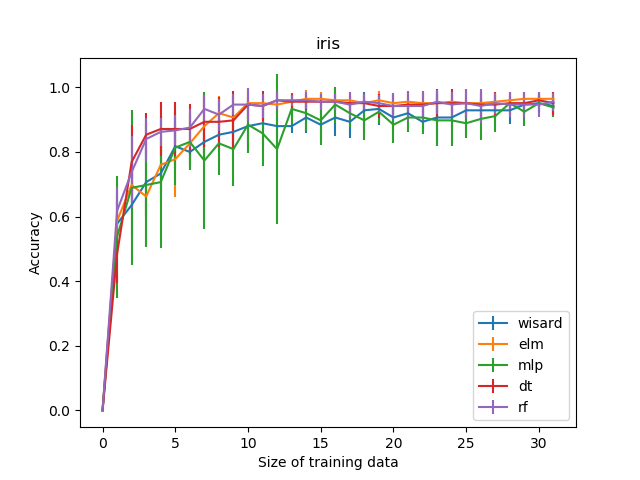 iris
1.0
0.8
0.6
0.4
0.2
0.0
Accuracy
0 5 10 15 20 25 30
Size of training data
wisard
elm
mlp
dt
rf